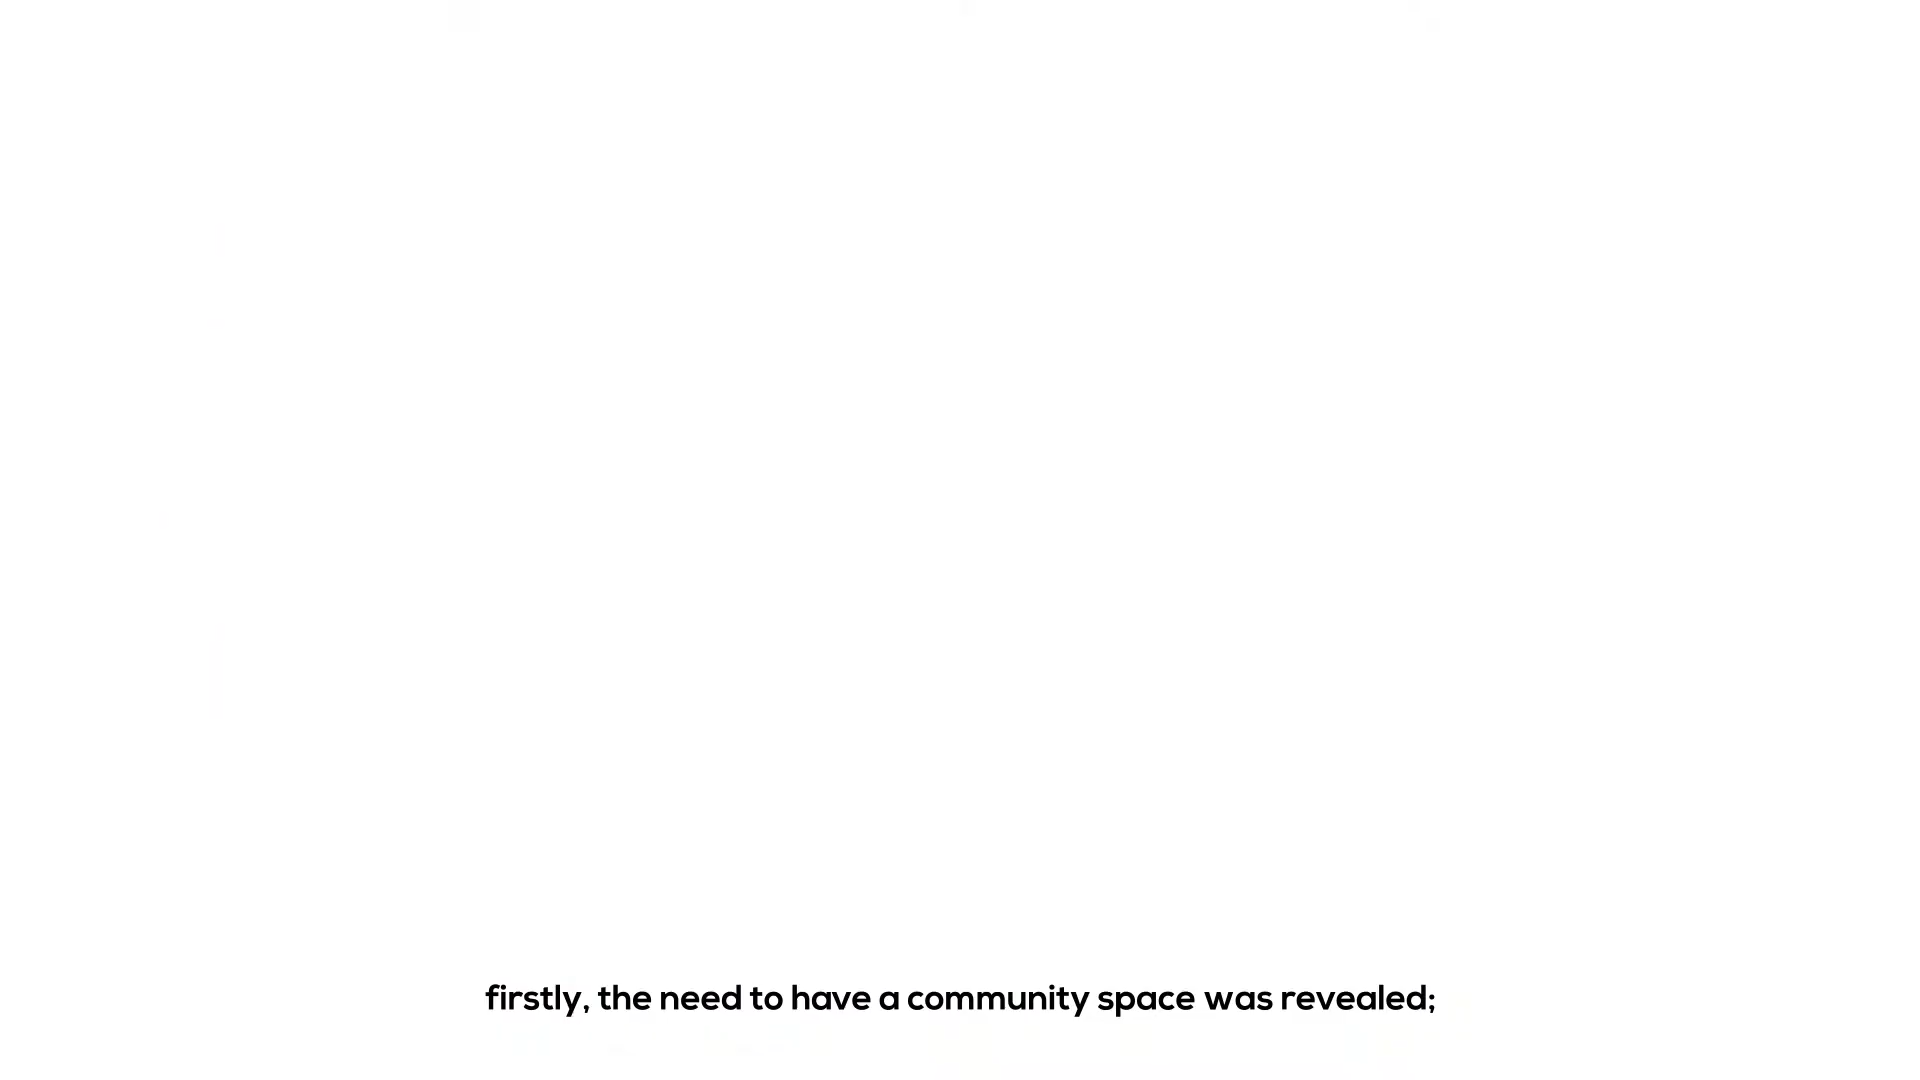 firstly, the need to have a community space was revealed;